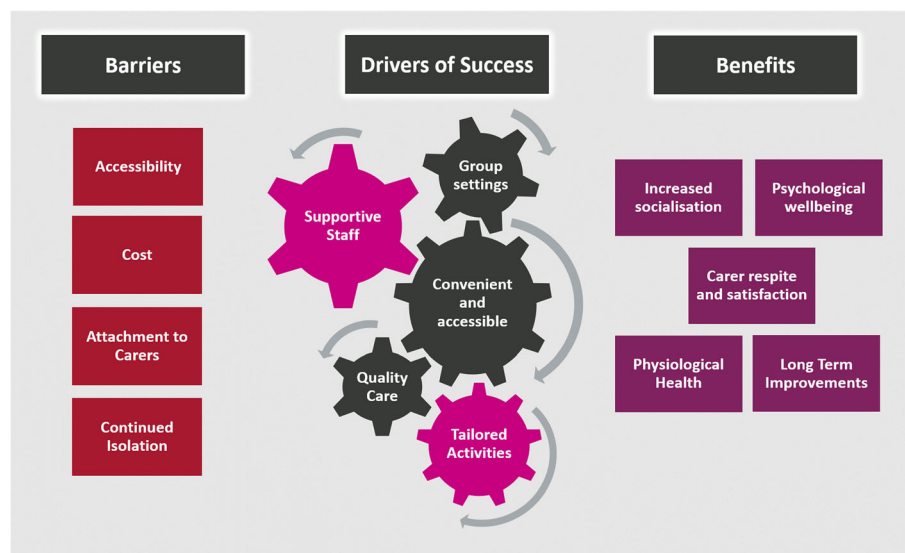 Barriers
Accessibility
Cost
Attachment to
Carers
Continued
Isolation
Drivers of Success
Group
settings
Supportive
Staff
Convenient
and
accessible
Quality
Care
Tailored
Activities
Benefits
Increased
socialisation
Psychological
wellbeing
Carer respite
and satisfaction
Physiological
Health
Long Term
Improvements